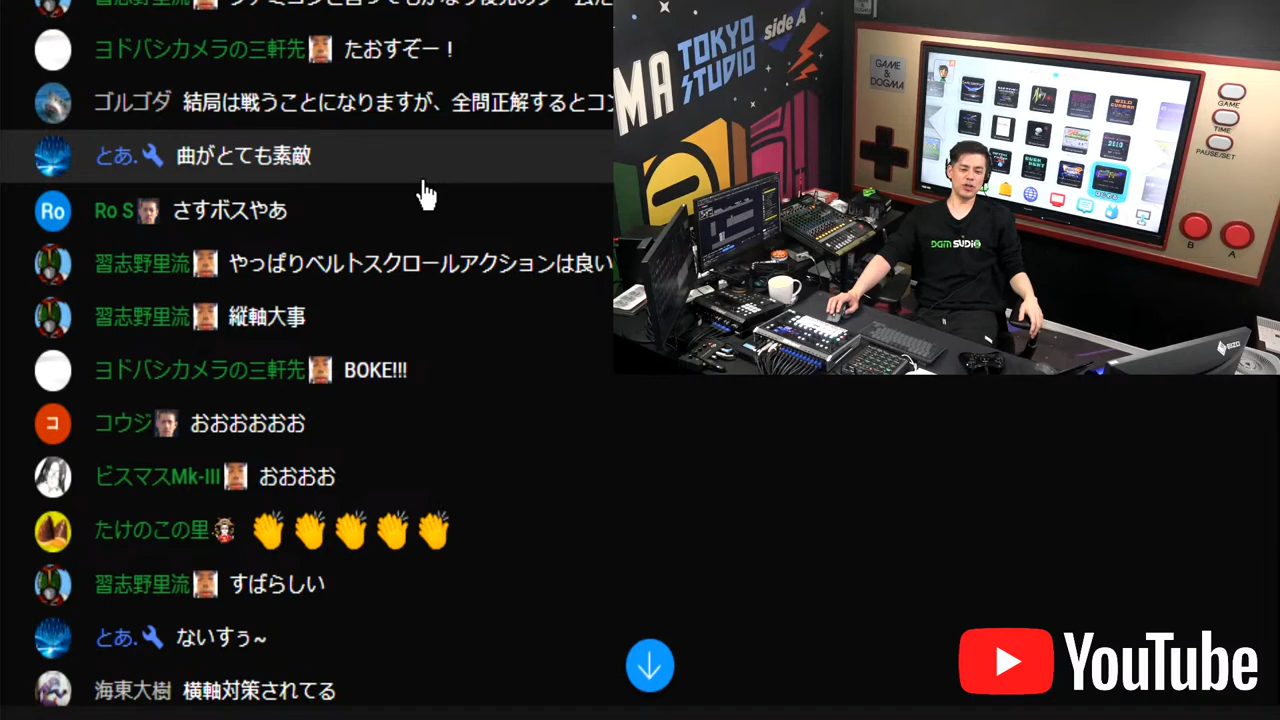 ヨドバシカメラの三軒先 たおすぞー！
ゴルゴダ 結局は戦うことになりますが、全問正解するとコン
とあ. 曲がとても素敵
Ro
Ro S さすボスやあ
習志野里流 やっぱりベルトスクロールアクションは良い
習志野里流 縦軸大事
ヨドバシカメラの三軒先 BOKE!!!
コ
コウジ おおおおおお
ビスマスMk-III おおおお
たけのこの里 👏👏👏👏👏
習志野里流 すばらしい
とあ. ないすぅ~
海東大樹 横軸対策されてる
MA TOKYO STUDIO side A
GAME & DOGMA
GAME
TIME
PAUSE/SET
B
A
DGM SUDiO
EIZO
YouTube